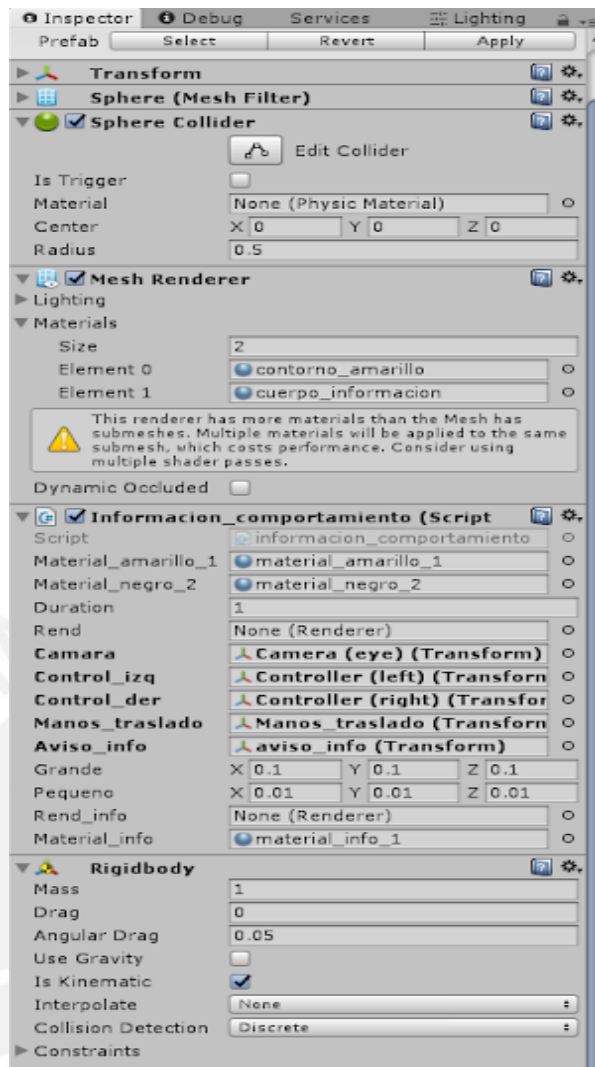 Inspector Debug Services Lighting
Prefab Select Revert Apply
Transform
Sphere (Mesh Filter)
Sphere Collider
Edit Collider
Is Trigger
Material None (Physic Material)
Center X 0 Y 0 Z 0
Radius 0.5
Mesh Renderer
Lighting
Materials
Size 2
Element 0 contorno_amarillo
Element 1 cuerpo_informacion
This renderer has more materials than the Mesh has
submeshes. Multiple materials will be applied to the same
submesh, which costs performance. Consider using
multiple shader passes.
Dynamic Occluded
Informacion_comportamiento (Script
Script informacion_comportamiento
Material_amarillo_1 material_amarillo_1
Material_negro_2 material_negro_2
Duration 1
Rend None (Renderer)
Camara Camera (eye) (Transform)
Control_izq Controller (left) (Transforn
Control_der Controller (right) (Transfor
Manos_traslado Manos_traslado (Transforn
Aviso_info aviso_info (Transform)
Grande X 0.1 Y 0.1 Z 0.1
Pequeno X 0.01 Y 0.01 Z 0.01
Rend_info None (Renderer)
Material_info material_info_1
Rigidbody
Mass 1
Drag 0
Angular Drag 0.05
Use Gravity
Is Kinematic
Interpolate None
Collision Detection Discrete
Constraints